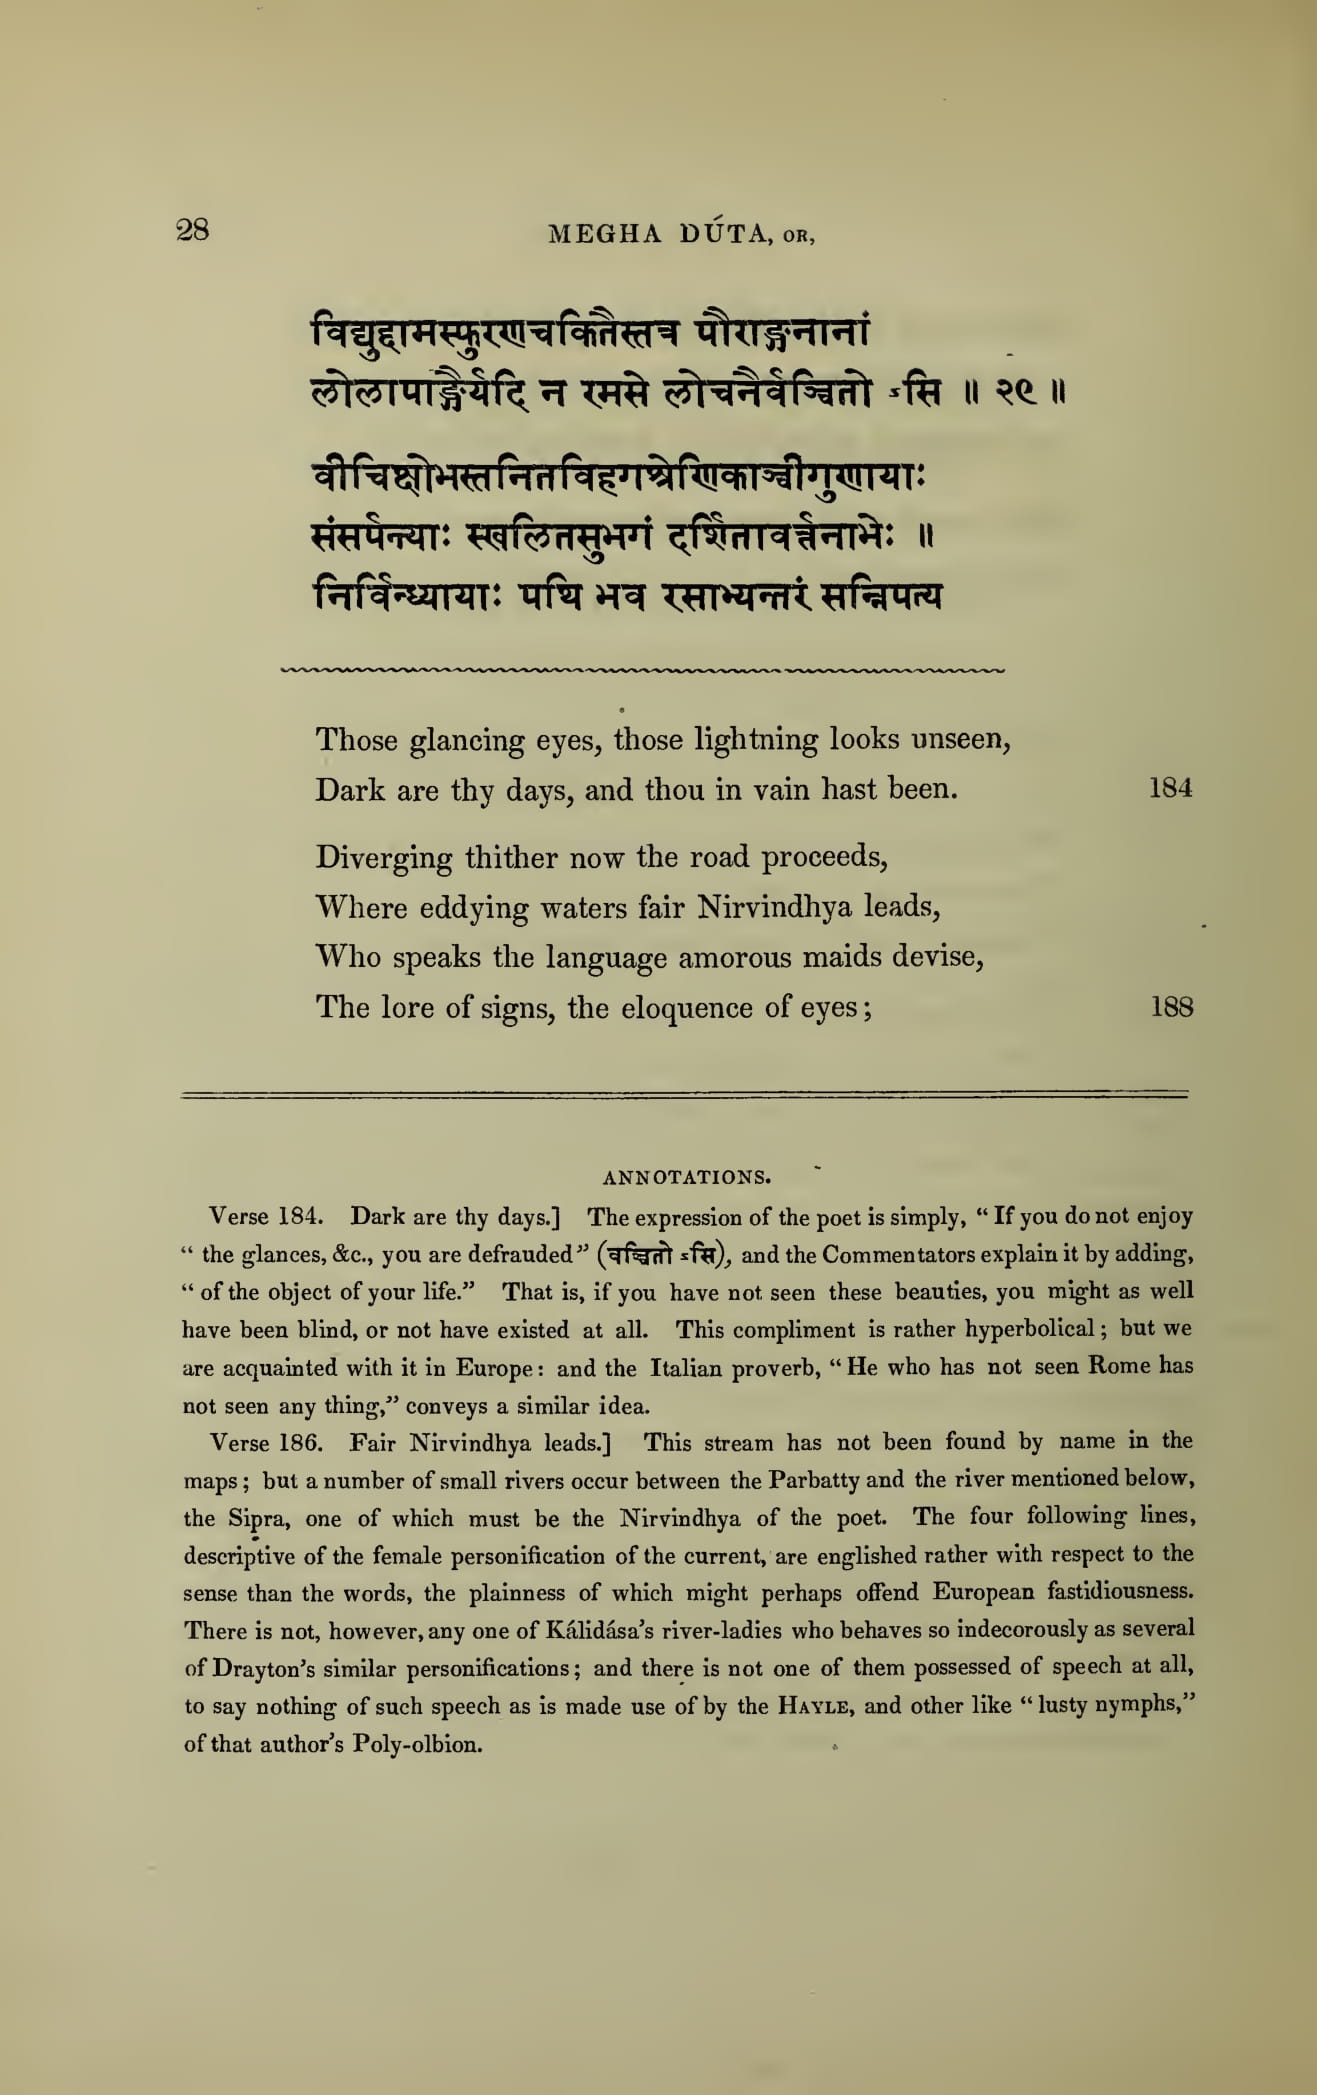 28
MEGHA DÚTA, OR,
विद्युद्दामस्फुरणचकितैस्तत्र पौराङ्गनानां
लोलापाङ्गैर्यदि न रमसे लोचनैर्वञ्चितो ऽसि ॥ २९ ॥
वीचिक्षोभस्तनितविहगश्रेणिकाञ्चीगुणायाः
संसर्पन्त्याः स्खलितसुभगं दर्शितावर्त्तनाभेः ॥
निर्विन्ध्यायाः पथि भव रसाभ्यन्तरं सन्निपत्य
Those glancing eyes, those lightning looks unseen,
Dark are thy days, and thou in vain hast been. 184
Diverging thither now the road proceeds,
Where eddying waters fair Nirvindhya leads,
Who speaks the language amorous maids devise,
The lore of signs, the eloquence of eyes; 188
ANNOTATIONS.
Verse 184. Dark are thy days.] The expression of the poet is simply, “If you do not enjoy
“ the glances, &c., you are defrauded” (वञ्चितो ऽसि), and the Commentators explain it by adding,
“ of the object of your life.” That is, if you have not seen these beauties, you might as well
have been blind, or not have existed at all. This compliment is rather hyperbolical; but we
are acquainted with it in Europe: and the Italian proverb, “He who has not seen Rome has
not seen any thing,” conveys a similar idea.
Verse 186. Fair Nirvindhya leads.] This stream has not been found by name in the
maps; but a number of small rivers occur between the Parbatty and the river mentioned below,
the Sipra, one of which must be the Nirvindhya of the poet. The four following lines,
descriptive of the female personification of the current, are englished rather with respect to the
sense than the words, the plainness of which might perhaps offend European fastidiousness.
There is not, however, any one of Kálidása’s river-ladies who behaves so indecorously as several
of Drayton’s similar personifications; and there is not one of them possessed of speech at all,
to say nothing of such speech as is made use of by the HAYLE, and other like “lusty nymphs,”
of that author’s Poly-olbion.